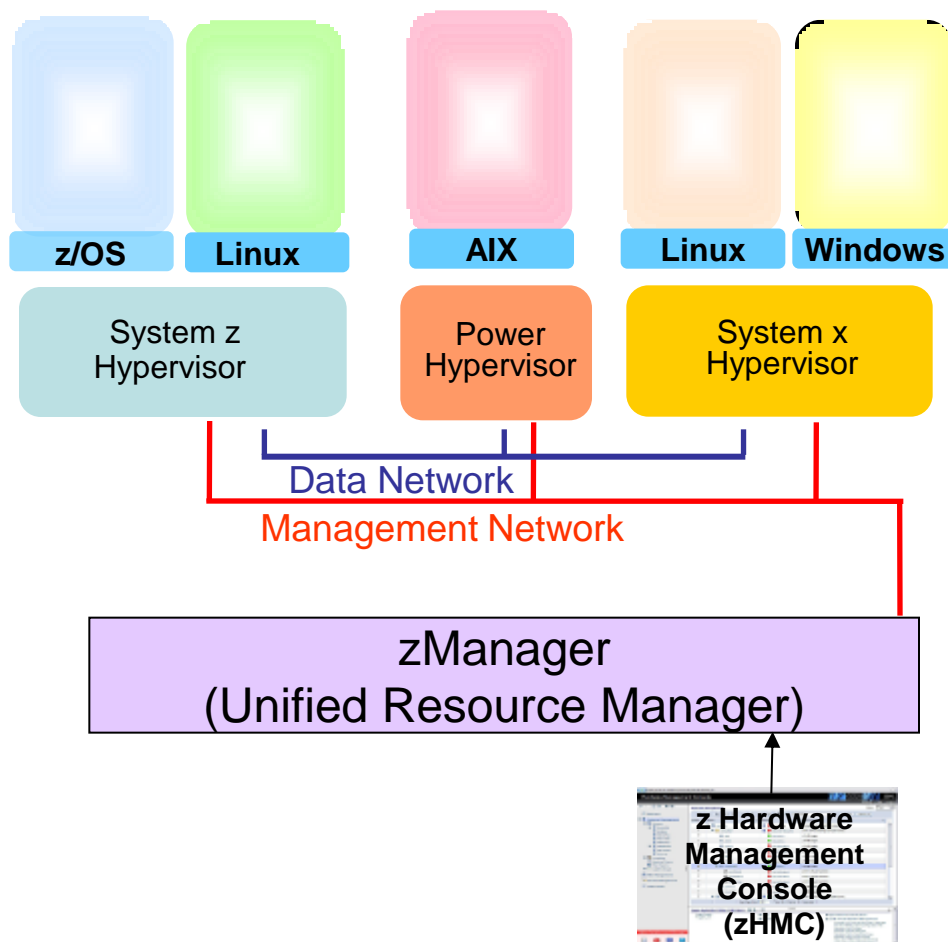 z/OS
Linux
AIX
Linux
Windows
System z
Hypervisor
Power
Hypervisor
System x
Hypervisor
Data Network
Management Network
zManager
(Unified Resource Manager)
z Hardware
Management
Console
(zHMC)